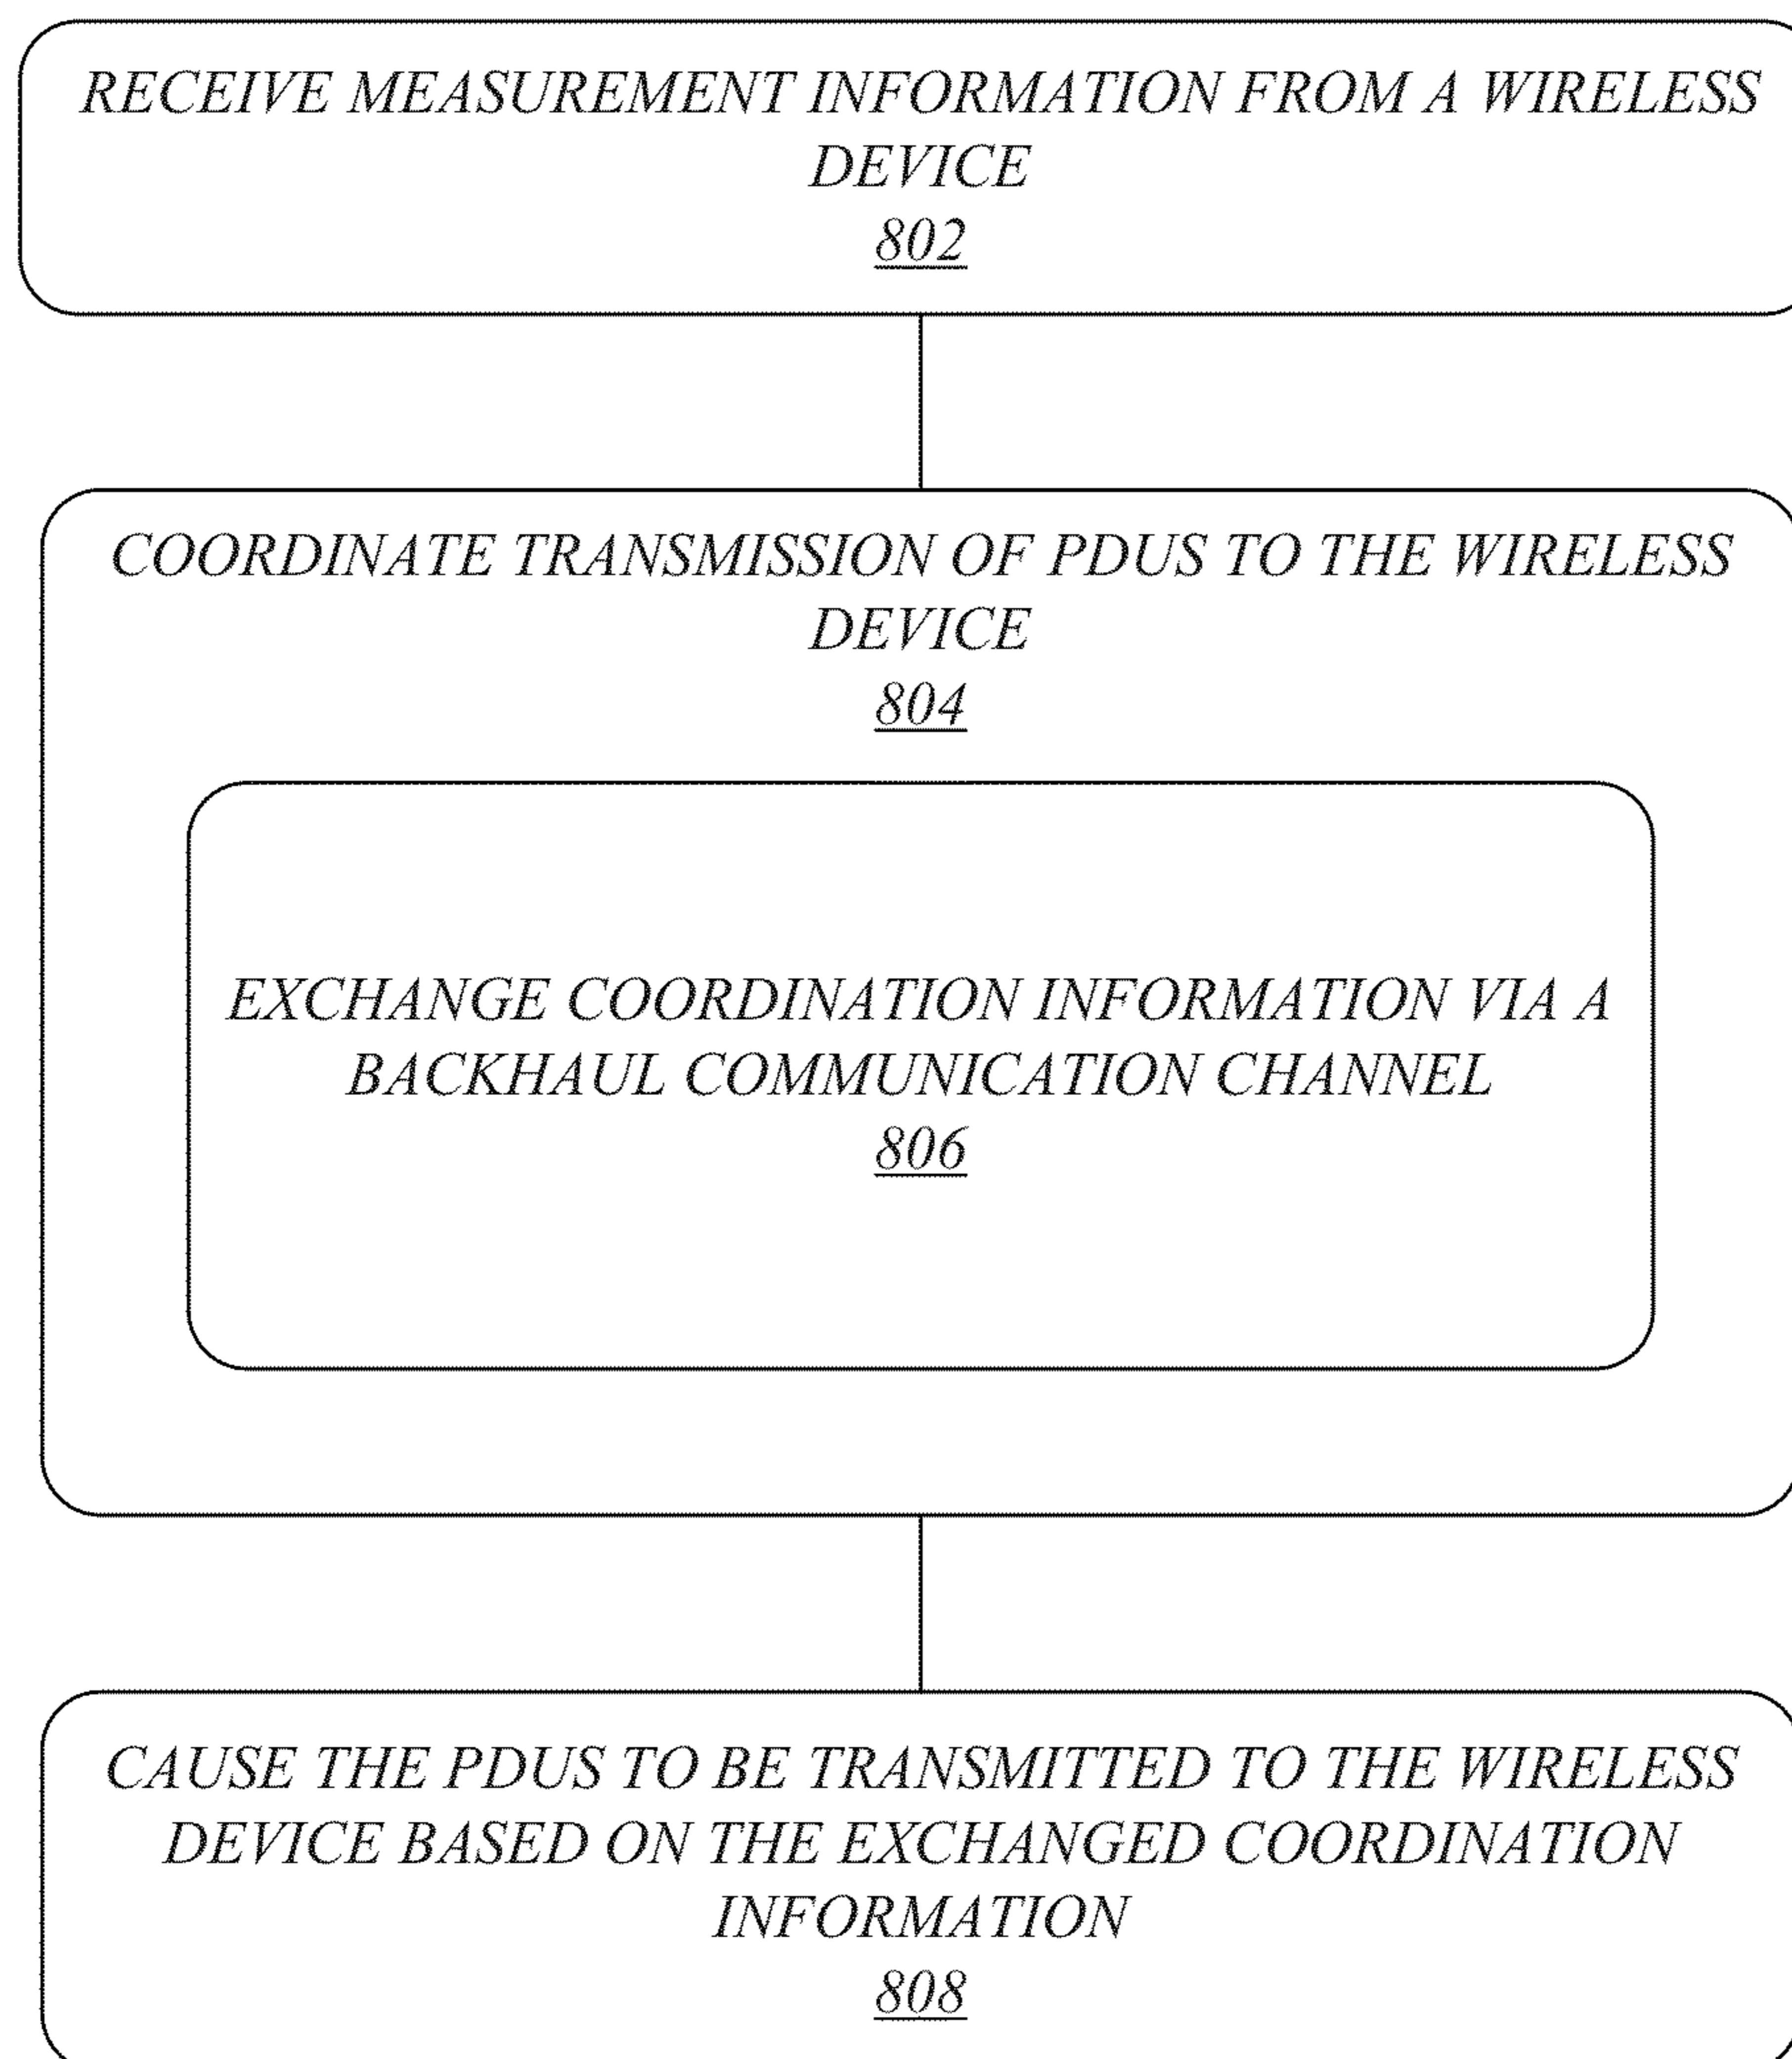 RECEIVE MEASUREMENT INFORMATION FROM A WIRELESS
DEVICE
802
COORDINATE TRANSMISSION OF PDUS TO THE WIRELESS
DEVICE
804
EXCHANGE COORDINATION INFORMATION VIA A
BACKHAUL COMMUNICATION CHANNEL
806
CAUSE THE PDUS TO BE TRANSMITTED TO THE WIRELESS
DEVICE BASED ON THE EXCHANGED COORDINATION
INFORMATION
808